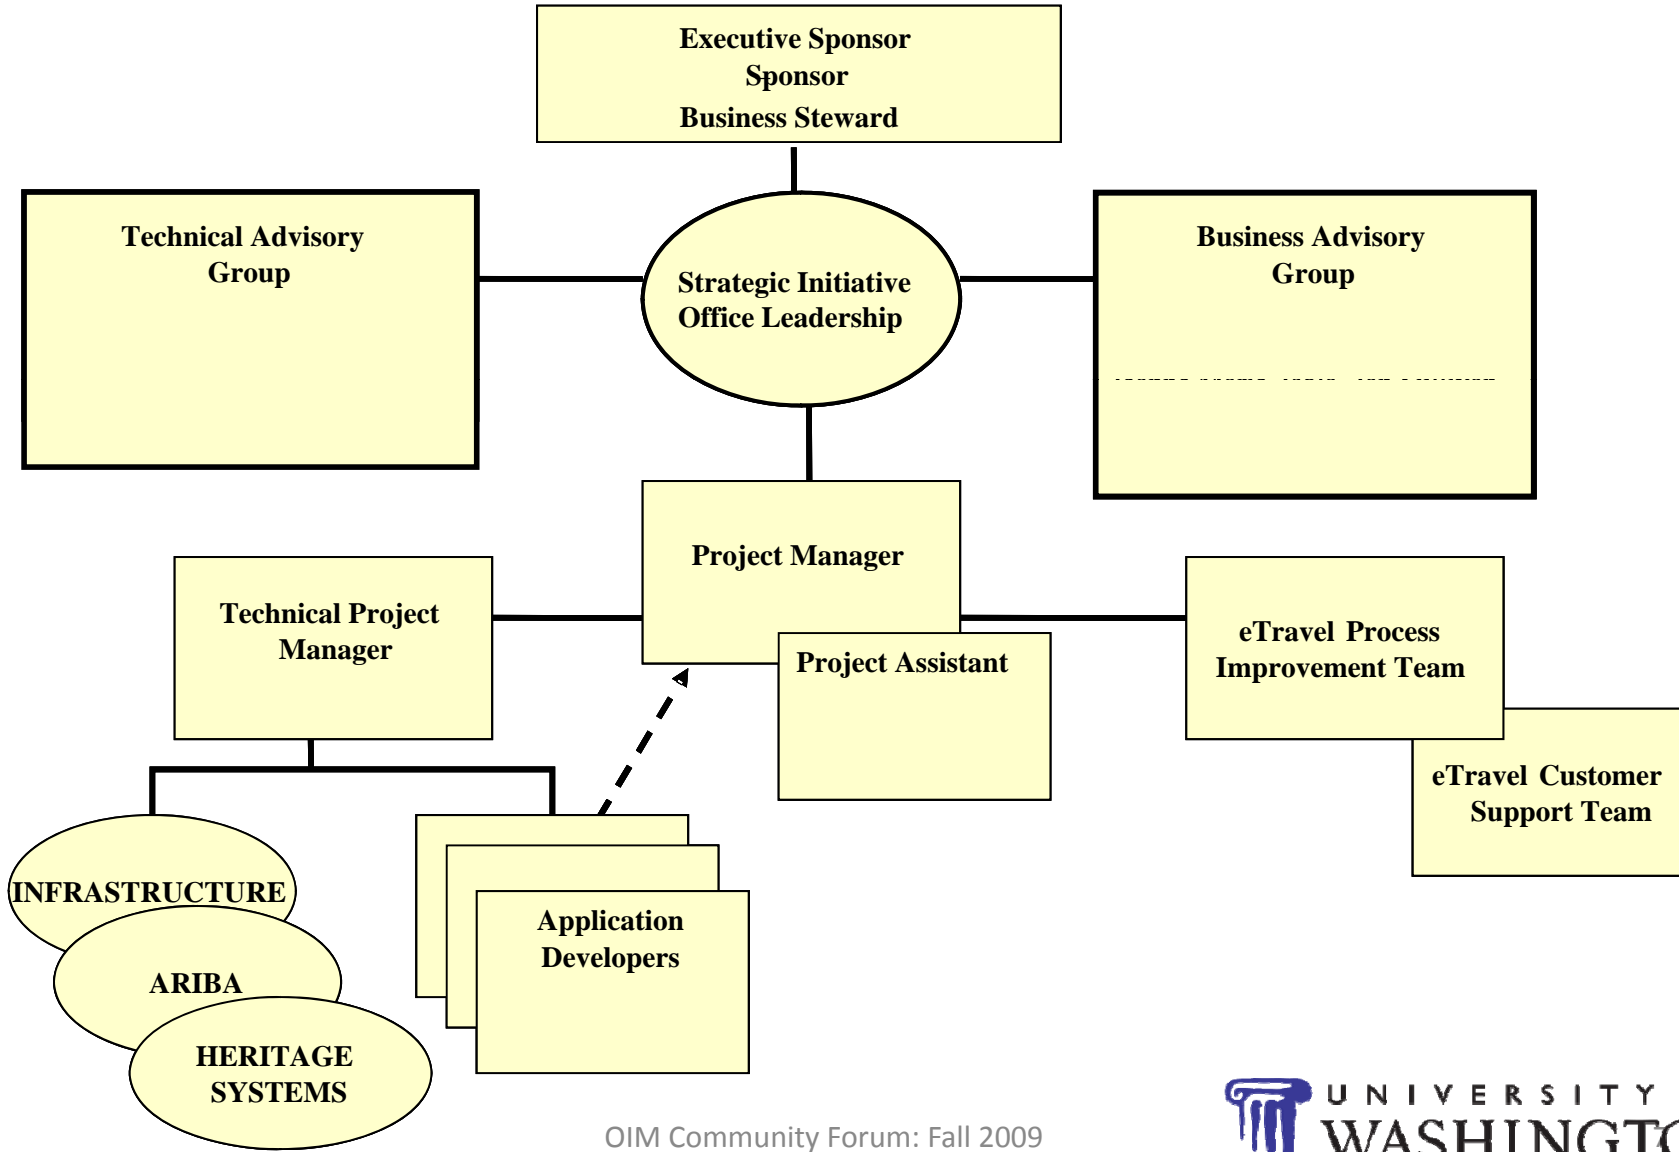 Executive Sponsor
Sponsor
Business Steward
Technical Advisory
Group
Strategic Initiative
Office Leadership
Business Advisory
Group
Project Manager
Technical Project
Manager
Project Assistant
eTravel Process
Improvement Team
eTravel Customer
Support Team
INFRASTRUCTURE
ARIBA
HERITAGE
SYSTEMS
Application
Developers
OIM Community Forum: Fall 2009
UNIVERSITY